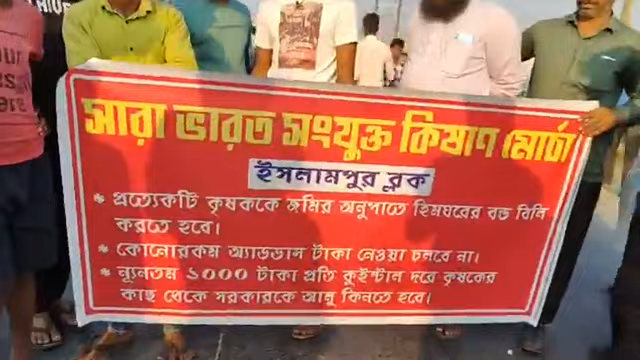 সারা ভারত সংযুক্ত কিষাণ মোর্চা
ইসলামপুর ব্লক
* প্রত্যেকটি কৃষককে জমির অনুপাতে হিমঘরের বন্ড বিলি
করতে হবে।
* কোনোরকম অ্যাডভান্স টাকা নেওয়া চলবে না।
* ন্যূনতম ১০০০ টাকা প্রতি কুইন্টাল দরে কৃষকের
কাছ থেকে সরকারকে আলু কিনতে হবে।